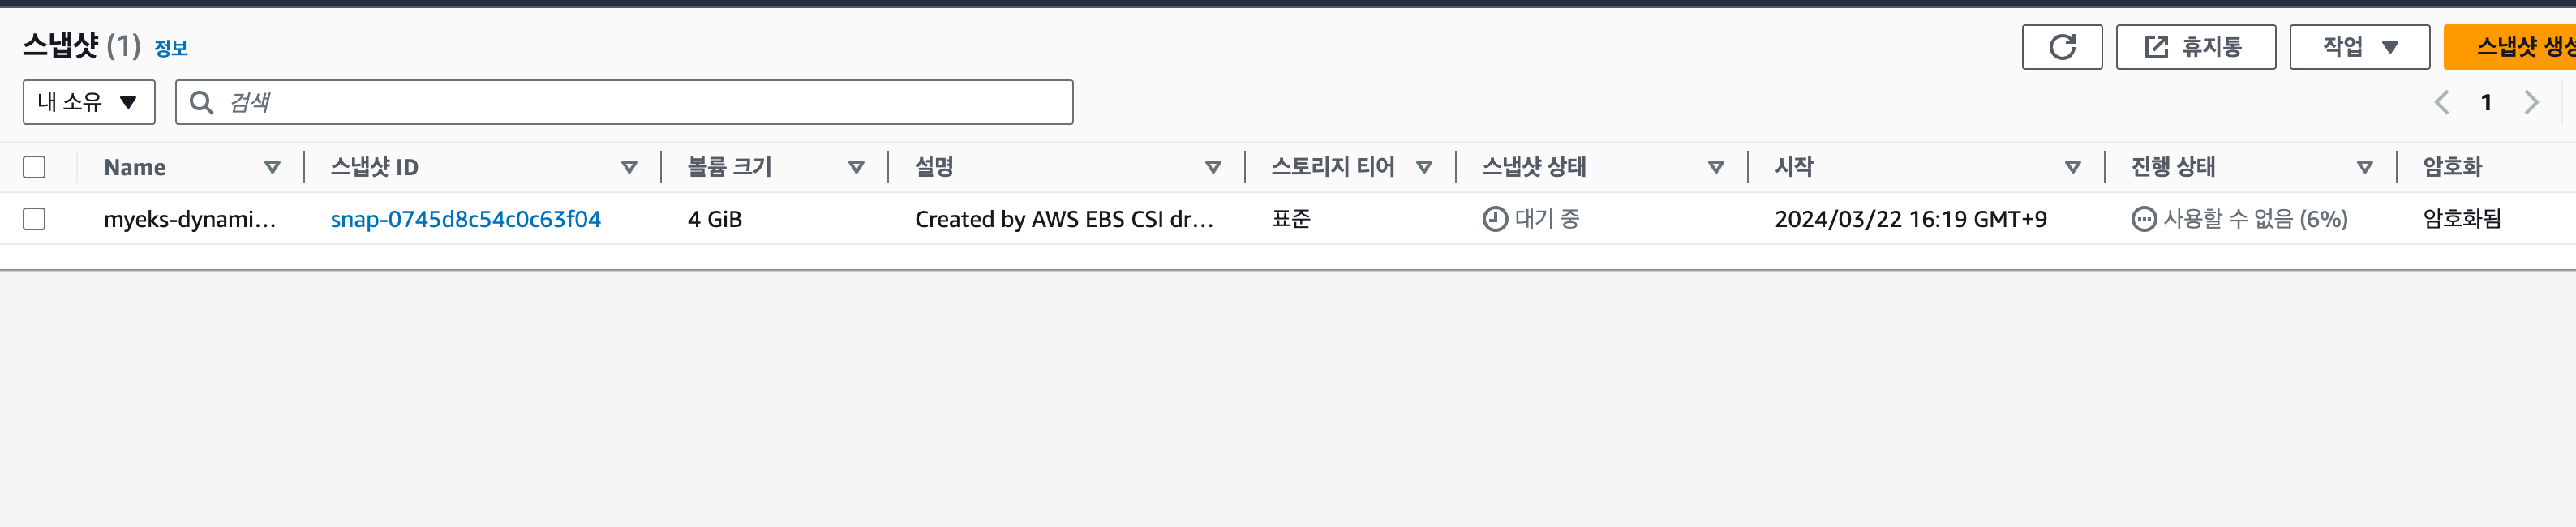 스냅샷 (1) 정보
휴지통 작업 스냅샷 생성
내 소유 검색 1
Name 스냅샷 ID 볼륨 크기 설명 스토리지 티어 스냅샷 상태 시작 진행 상태 암호화
myeks-dynami... snap-0745d8c54c0c63f04 4 GiB Created by AWS EBS CSI dr... 표준 대기 중 2024/03/22 16:19 GMT+9 사용할 수 없음 (6%) 암호화됨